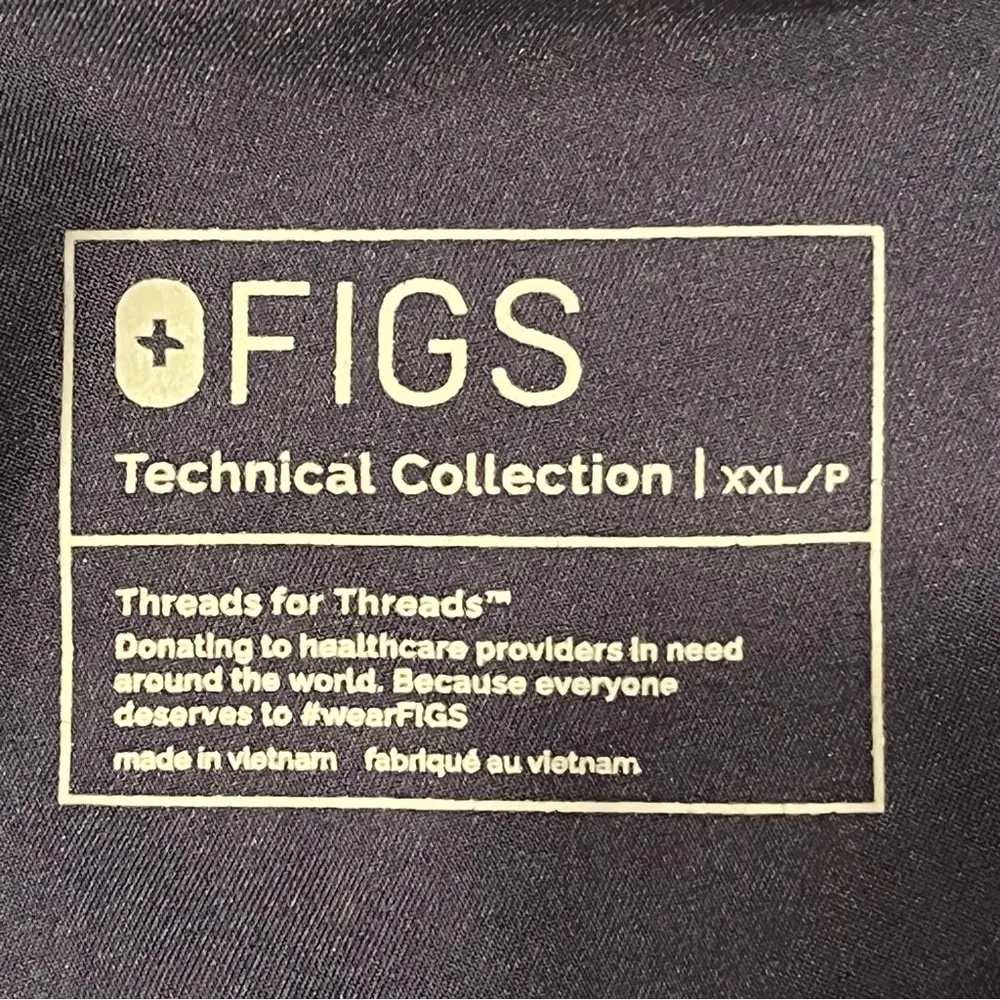 FIGS
Technical Collection | XXL/P
Threads for Threads™
Donating to healthcare providers in need
around the world. Because everyone
deserves to #wearFIGS
made in vietnam fabriqué au vietnam